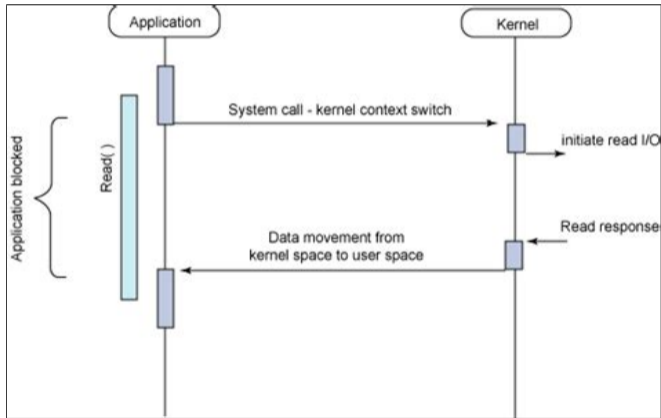 Application
Kernel
System call - kernel context switch
initiate read I/O
Application blocked
Read( )
Read response
Data movement from
kernel space to user space